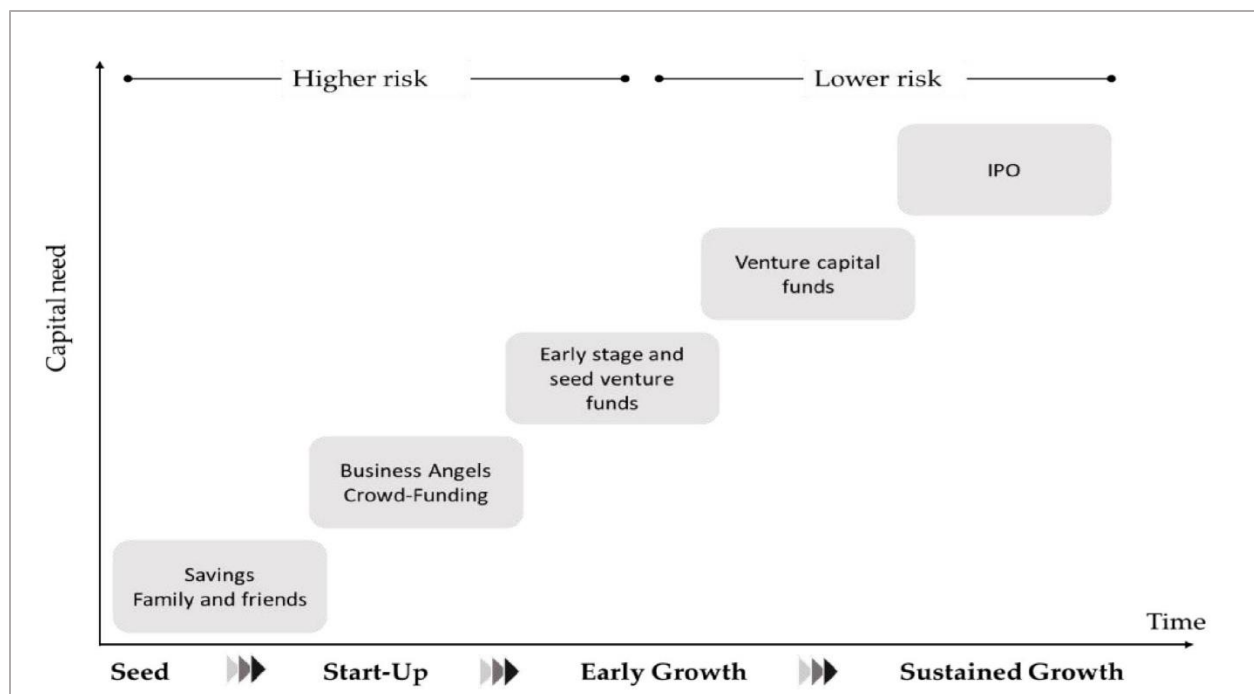 Higher risk
Lower risk
IPO
Venture capital
funds
Early stage and
seed venture
funds
Business Angels
Crowd-Funding
Savings
Family and friends
Capital need
Time
Seed
Start-Up
Early Growth
Sustained Growth